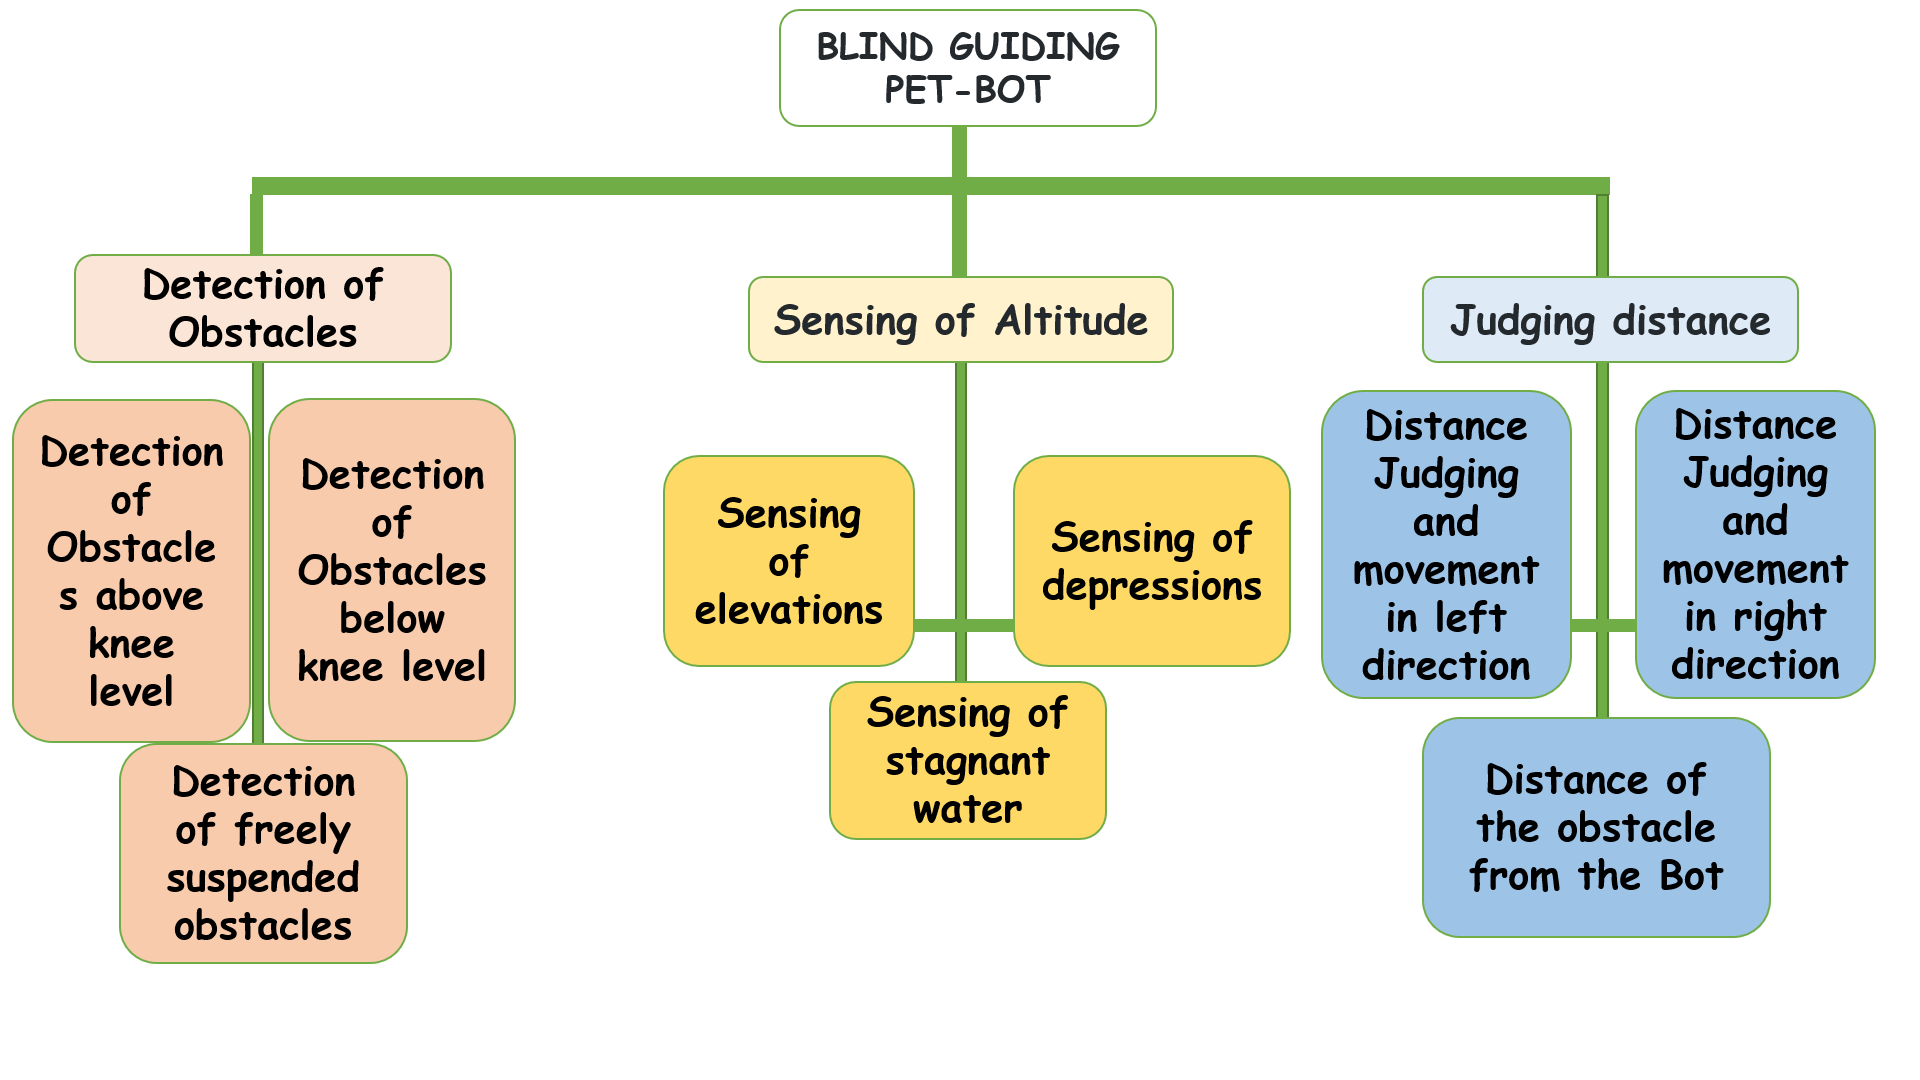 BLIND GUIDING
PET-BOT
Detection of
Obstacles
Sensing of Altitude
Judging distance
Detection
of
Obstacle
s above
knee
level
Detection
of
Obstacles
below
knee level
Detection
of freely
suspended
obstacles
Sensing
of
elevations
Sensing of
depressions
Sensing of
stagnant
water
Distance
Judging
and
movement
in left
direction
Distance
Judging
and
movement
in right
direction
Distance of
the obstacle
from the Bot